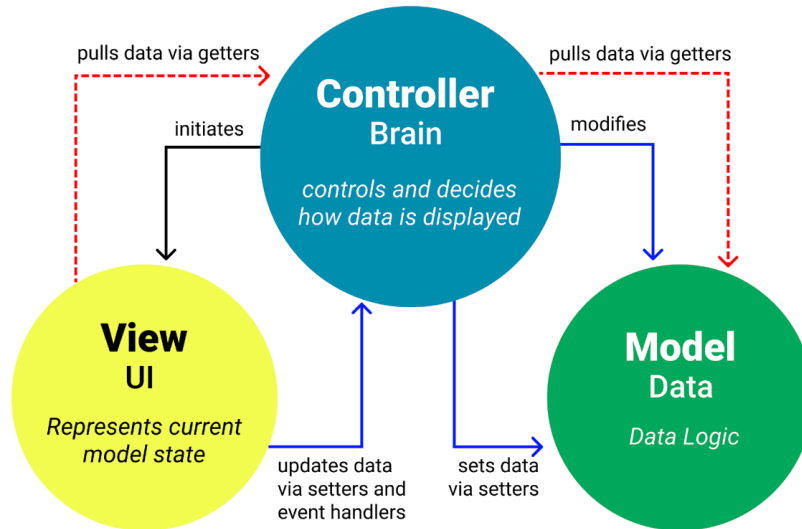 pulls data via getters
pulls data via getters
Controller
Brain
initiates
modifies
controls and decides
how data is displayed
View
UI
Represents current
model state
Model
Data
Data Logic
updates data
via setters and
event handlers
sets data
via setters